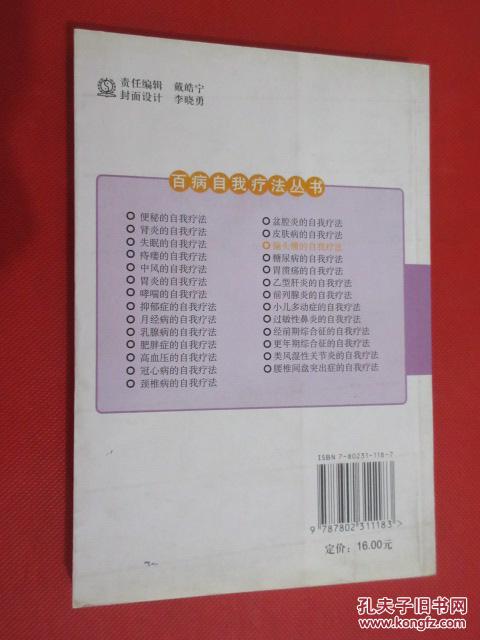 责任编辑 戴皓宁
封面设计 李晓勇
百病自我疗法丛书
便秘的自我疗法
肾炎的自我疗法
失眠的自我疗法
痔瘘的自我疗法
中风的自我疗法
胃炎的自我疗法
哮喘的自我疗法
抑郁症的自我疗法
月经病的自我疗法
乳腺病的自我疗法
肥胖症的自我疗法
高血压的自我疗法
冠心病的自我疗法
颈椎病的自我疗法
盆腔炎的自我疗法
皮肤病的自我疗法
偏头痛的自我疗法
糖尿病的自我疗法
胃溃疡的自我疗法
乙型肝炎的自我疗法
前列腺炎的自我疗法
小儿多动症的自我疗法
过敏性鼻炎的自我疗法
经前期综合征的自我疗法
更年期综合征的自我疗法
类风湿性关节炎的自我疗法
腰椎间盘突出症的自我疗法
ISBN 7-80231-118-7
9 787802 311183 >
定价：16.00元
孔夫子旧书网
www.kongfz.com